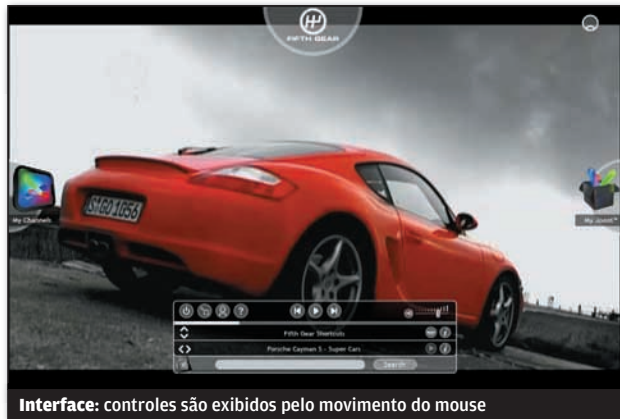 FIFTH GEAR
My Channels
My Joost™
S:GO 1056
?
Fifth Gear Shortcuts
i
Porsche Cayman S - Super Cars
i
Search
Interface: controles são exibidos pelo movimento do mouse